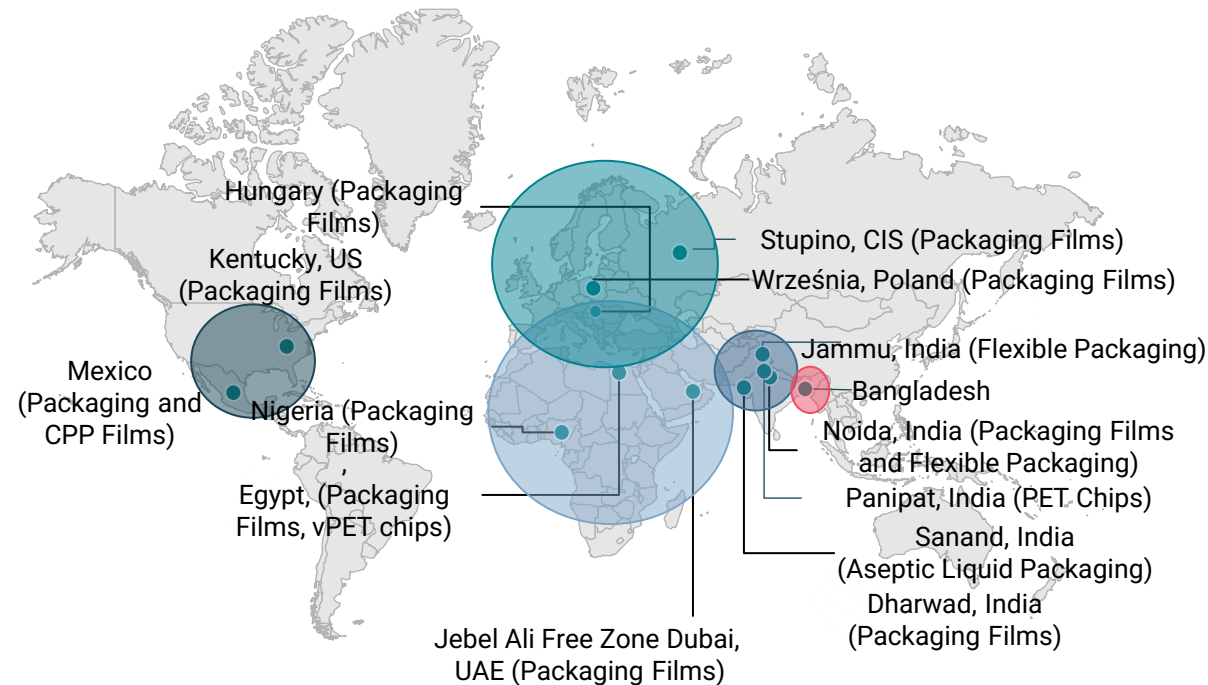 Hungary (Packaging
Films)
Kentucky, US
(Packaging Films)
Mexico
(Packaging and
CPP Films)
Nigeria (Packaging
Films)
,
Egypt, (Packaging
Films, vPET chips)
Jebel Ali Free Zone Dubai,
UAE (Packaging Films)
Stupino, CIS (Packaging Films)
Września, Poland (Packaging Films)
Jammu, India (Flexible Packaging)
Bangladesh
Noida, India (Packaging Films
and Flexible Packaging)
Panipat, India (PET Chips)
Sanand, India
(Aseptic Liquid Packaging)
Dharwad, India
(Packaging Films)